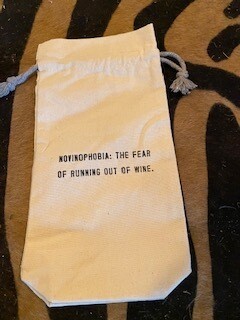 NOVINOPHOBIA: THE FEAR
OF RUNNING OUT OF WINE.